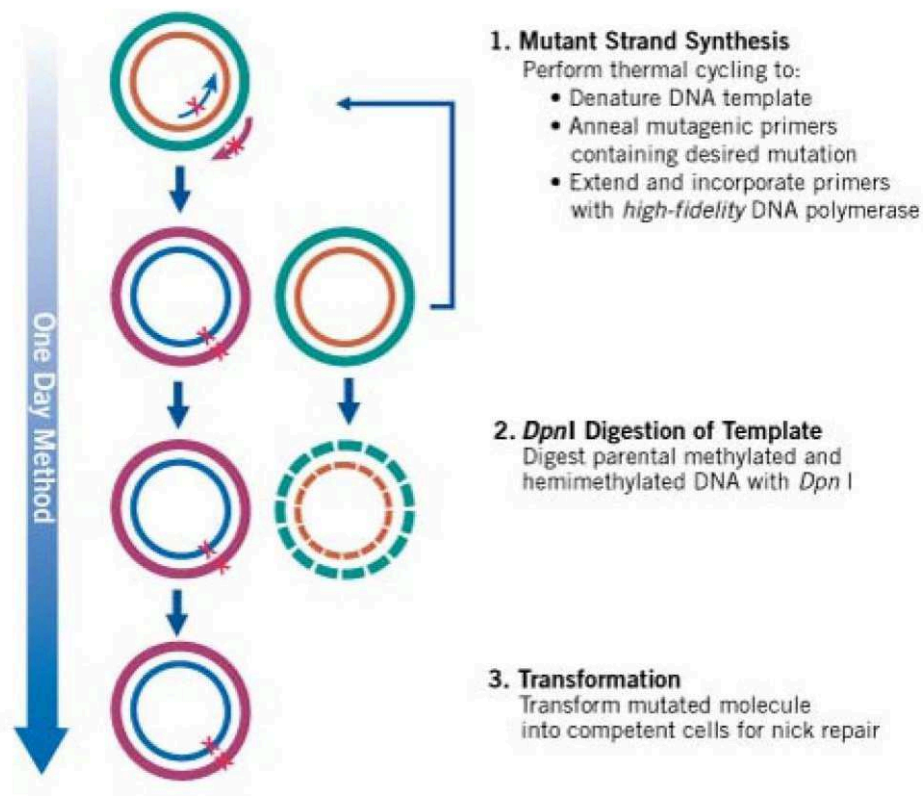 One Day Method
1. Mutant Strand Synthesis
Perform thermal cycling to:
• Denature DNA template
• Anneal mutagenic primers
containing desired mutation
• Extend and incorporate primers
with high-fidelity DNA polymerase
2. DpnI Digestion of Template
Digest parental methylated and
hemimethylated DNA with Dpn I
3. Transformation
Transform mutated molecule
into competent cells for nick repair